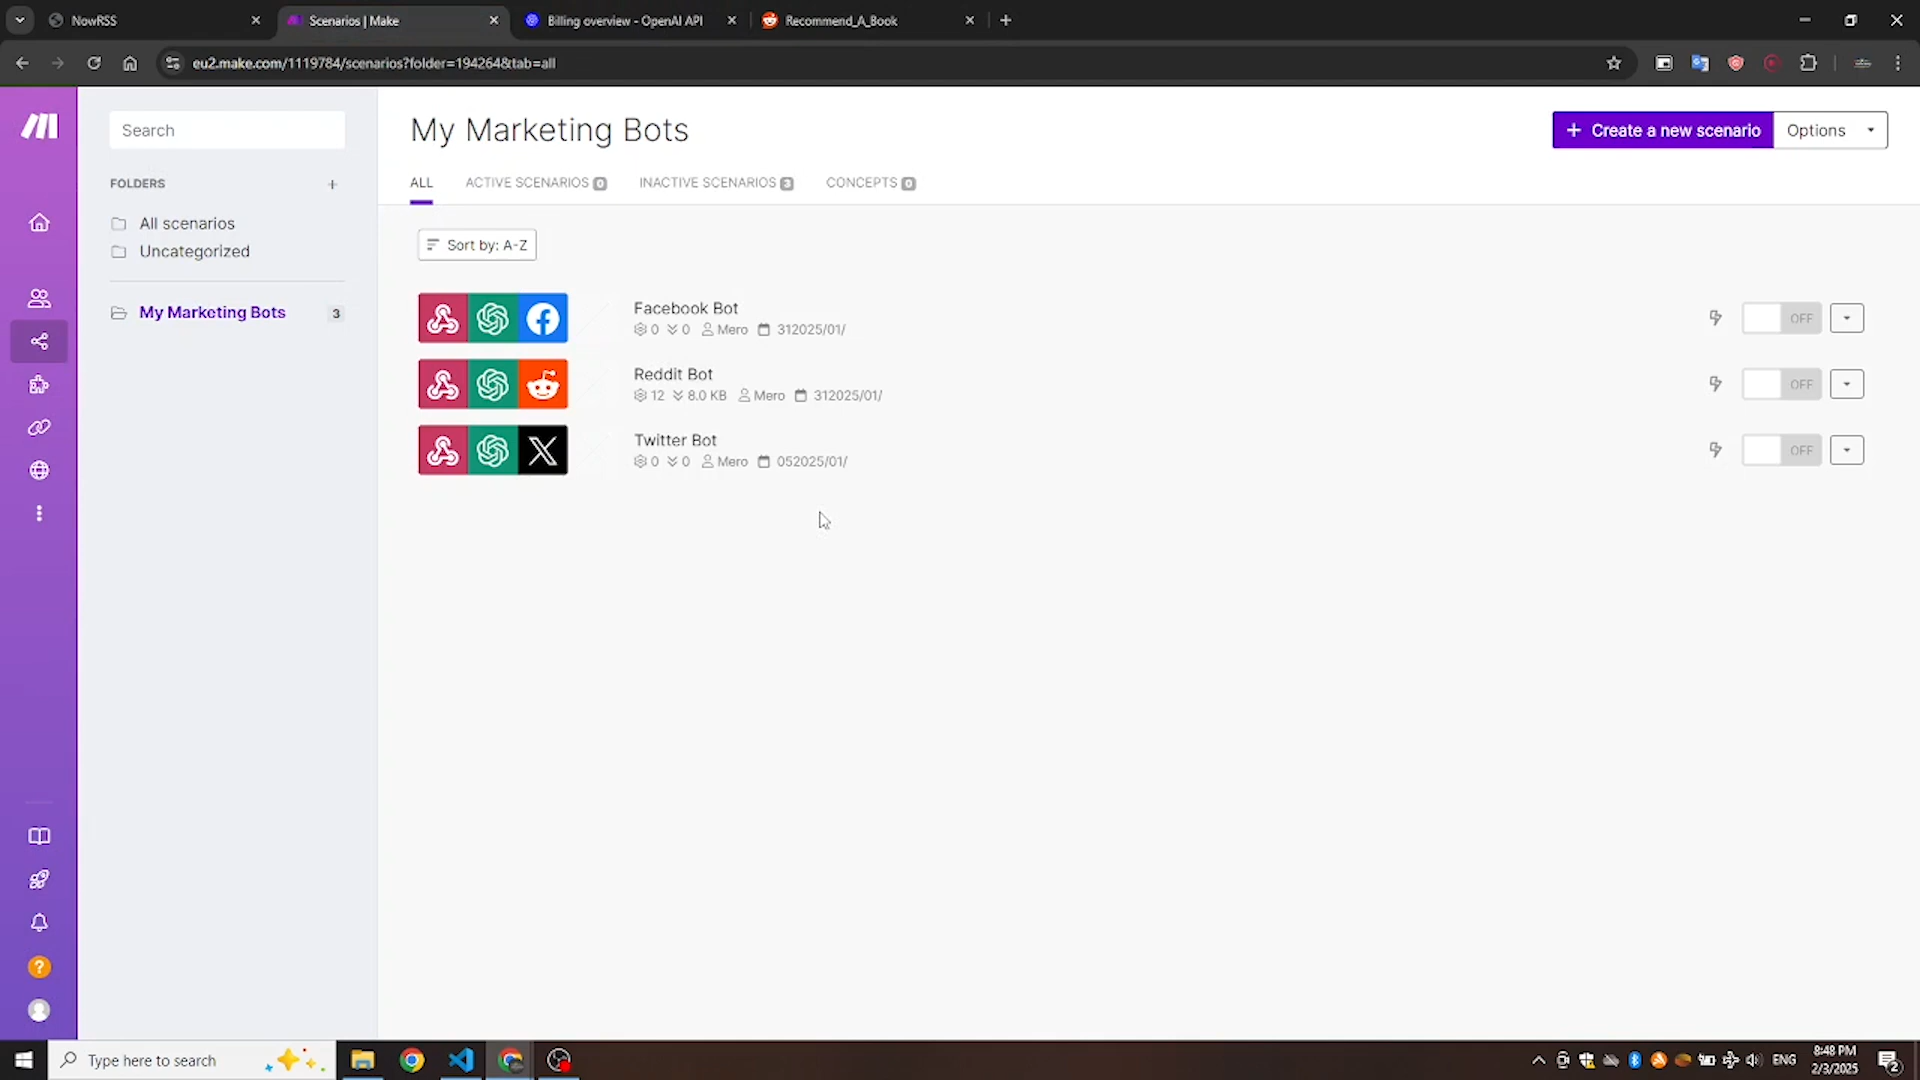 NowRSS
Scenarios | Make
Billing overview - OpenAI API
Recommend_A_Book
eu2.make.com/1119784/scenarios?folder=194264&tab=all
Search
My Marketing Bots
+ Create a new scenario
Options
FOLDERS
ALL
ACTIVE SCENARIOS 0
INACTIVE SCENARIOS 3
CONCEPTS 0
All scenarios
Uncategorized
Sort by: A-Z
My Marketing Bots 3
Facebook Bot
0 0 Mero 312025/01/
OFF
Reddit Bot
12 8.0 KB Mero 312025/01/
OFF
Twitter Bot
0 0 Mero 052025/01/
OFF
?
Type here to search
ENG
8:48 PM
2/3/2025
2